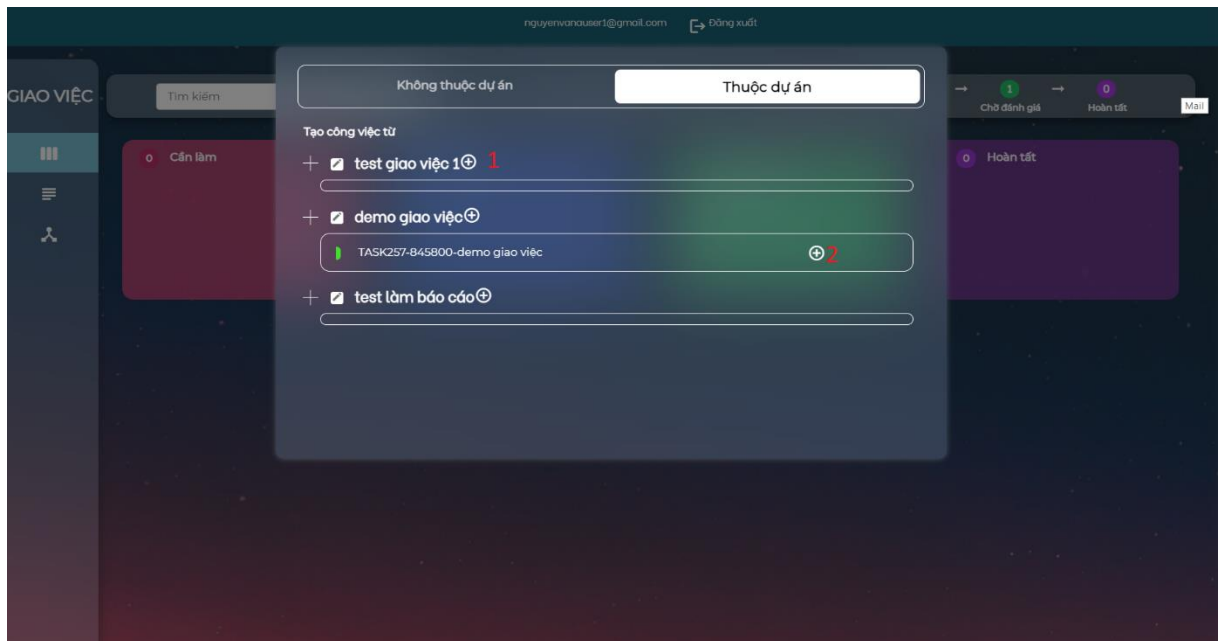 nguyenvanauser1@gmail.com Đăng xuất
GIAO VIỆC
Tìm kiếm
Không thuộc dự án Thuộc dự án
→ 1 → 0
Chờ đánh giá Hoàn tất
Mail
Tạo công việc từ
0 Cần làm
test giao việc 1 1
0 Hoàn tất
demo giao việc
TASK257-845800-demo giao việc 2
test làm báo cáo